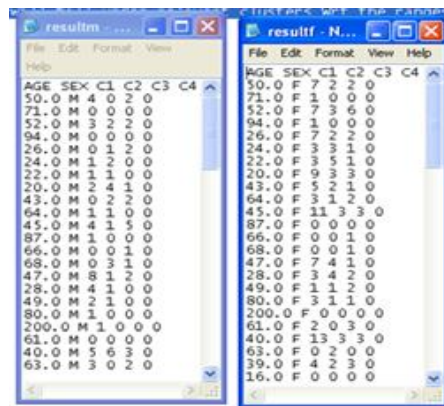 clusters wrt the ranges
resultm - ...
File Edit Format View
Help
AGE SEX C1 C2 C3 C4
50.0 M 4 0 2 0
71.0 M 0 0 0 0
52.0 M 3 2 2 0
94.0 M 0 0 0 0
26.0 M 0 1 2 0
24.0 M 1 2 0 0
22.0 M 1 1 0 0
20.0 M 2 4 1 0
43.0 M 0 2 2 0
64.0 M 1 1 0 0
45.0 M 4 1 5 0
87.0 M 1 0 0 0
66.0 M 0 0 1 0
68.0 M 0 3 1 0
47.0 M 8 1 2 0
28.0 M 4 1 0 0
49.0 M 2 1 0 0
80.0 M 1 0 0 0
200.0 M 1 0 0 0
61.0 M 0 0 0 0
40.0 M 5 6 3 0
63.0 M 3 0 2 0
resultf - N...
File Edit Format View Help
AGE SEX C1 C2 C3 C4
50.0 F 7 2 2 0
71.0 F 1 0 0 0
52.0 F 7 3 6 0
94.0 F 1 0 0 0
26.0 F 7 2 2 0
24.0 F 3 3 1 0
22.0 F 3 5 1 0
20.0 F 9 3 3 0
43.0 F 5 2 1 0
64.0 F 3 1 2 0
45.0 F 11 3 3 0
87.0 F 0 0 0 0
66.0 F 0 0 1 0
68.0 F 0 0 1 0
47.0 F 7 4 1 0
28.0 F 3 4 2 0
49.0 F 1 1 2 0
80.0 F 3 1 1 0
200.0 F 0 0 0 0
61.0 F 2 0 3 0
40.0 F 13 3 3 0
63.0 F 0 2 0 0
39.0 F 4 2 3 0
16.0 F 0 0 0 0